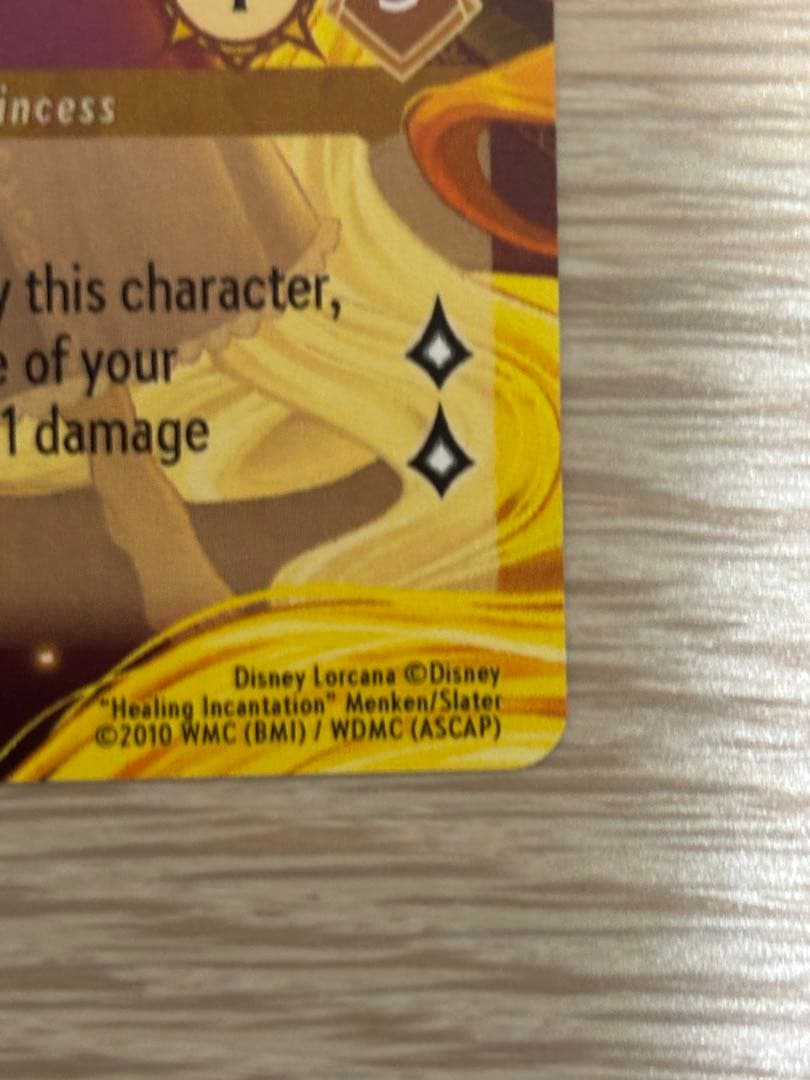 incess
y this character,
e of your
1 damage
Disney Lorcana ©Disney
"Healing Incantation" Menken/Slater
©2010 WMC (BMI) / WDMC (ASCAP)